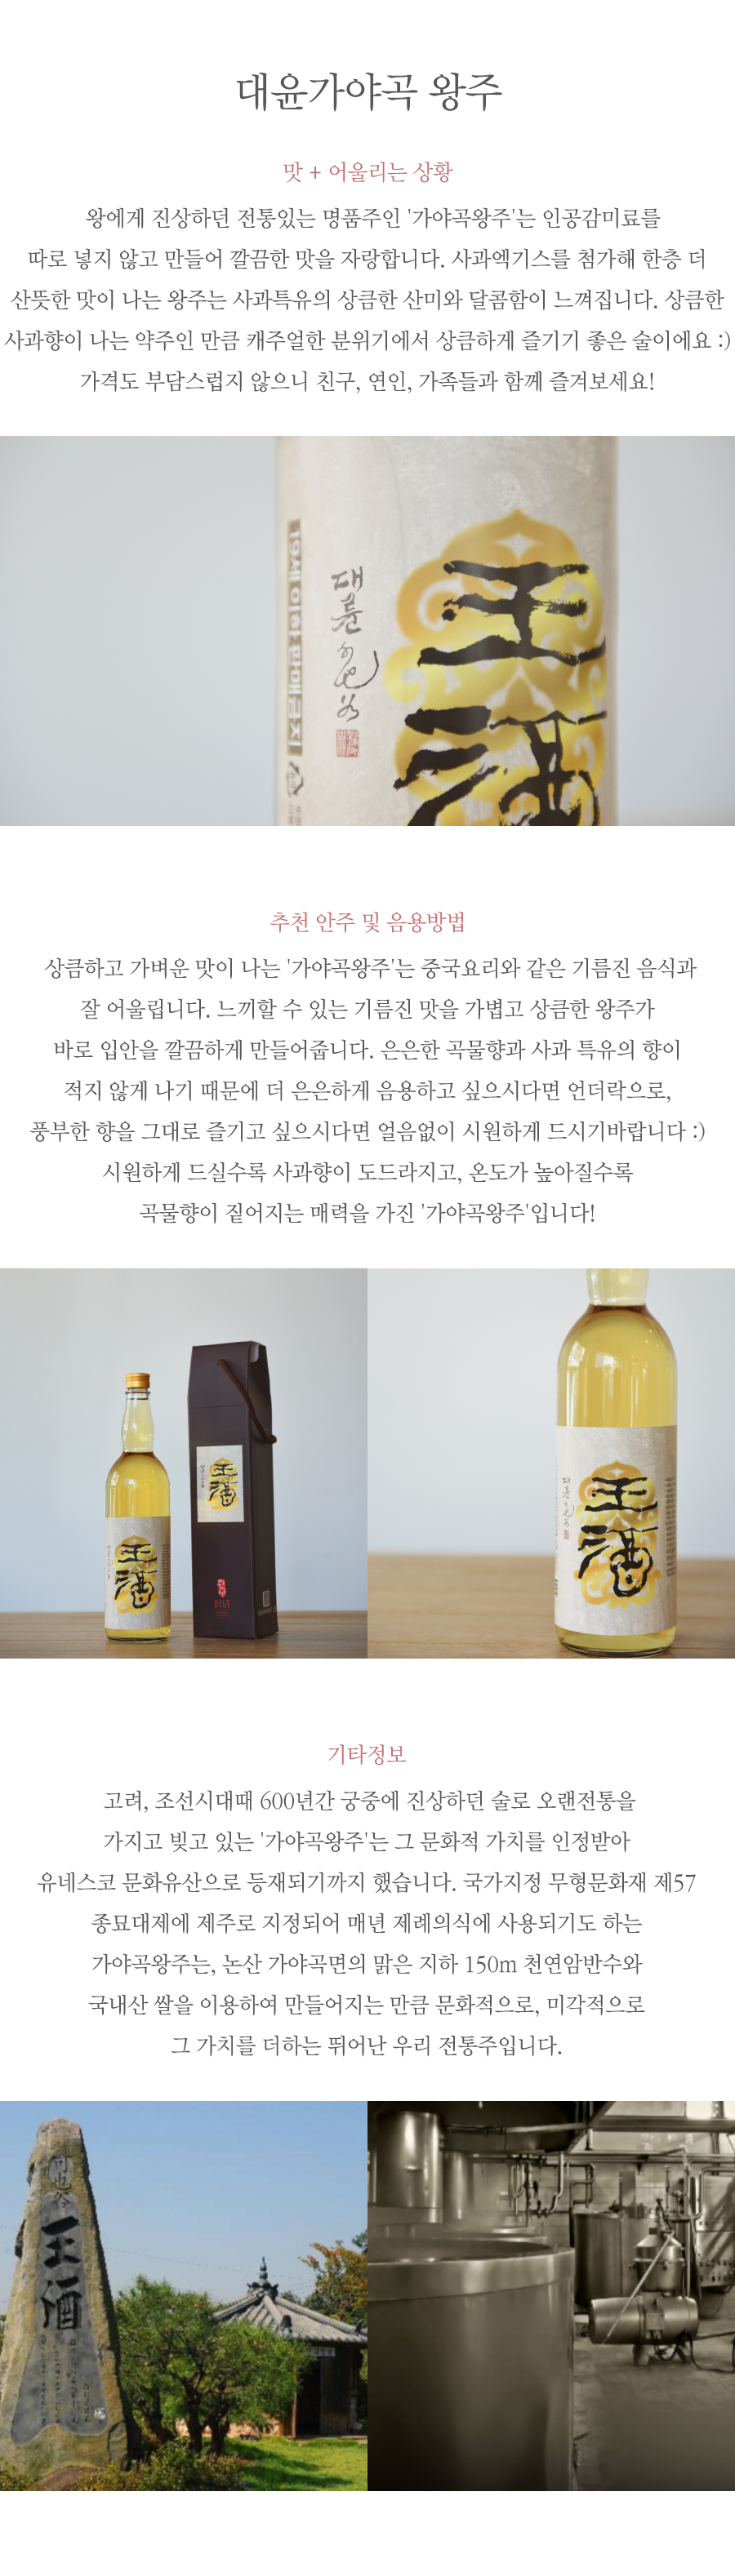 대윤가야곡 왕주
맛 + 어울리는 상황
왕에게 진상하던 전통있는 명품주인 '가야곡왕주'는 인공감미료를
따로 넣지 않고 만들어 깔끔한 맛을 자랑합니다. 사과엑기스를 첨가해 한층 더
산뜻한 맛이 나는 왕주는 사과특유의 상큼한 산미와 달콤함이 느껴집니다. 상큼한
사과향이 나는 약주인 만큼 캐주얼한 분위기에서 상큼하게 즐기기 좋은 술이에요 :)
가격도 부담스럽지 않으니 친구, 연인, 가족들과 함께 즐겨보세요!
19세 이하 판매금지
대윤
王酒
추천 안주 및 음용방법
상큼하고 가벼운 맛이 나는 '가야곡왕주'는 중국요리와 같은 기름진 음식과
잘 어울립니다. 느끼할 수 있는 기름진 맛을 가볍고 상큼한 왕주가
바로 입안을 깔끔하게 만들어줍니다. 은은한 곡물향과 사과 특유의 향이
적지 않게 나기 때문에 더 은은하게 음용하고 싶으시다면 언더락으로,
풍부한 향을 그대로 즐기고 싶으시다면 얼음없이 시원하게 드시기바랍니다 :)
시원하게 드실수록 사과향이 도드라지고, 온도가 높아질수록
곡물향이 짙어지는 매력을 가진 '가야곡왕주'입니다!
王酒
王酒
DYGY
대윤
王酒
기타정보
고려, 조선시대때 600년간 궁중에 진상하던 술로 오랜전통을
가지고 빚고 있는 '가야곡왕주'는 그 문화적 가치를 인정받아
유네스코 문화유산으로 등재되기까지 했습니다. 국가지정 무형문화재 제57
종묘대제에 제주로 지정되어 매년 제례의식에 사용되기도 하는
가야곡왕주는, 논산 가야곡면의 맑은 지하 150m 천연암반수와
국내산 쌀을 이용하여 만들어지는 만큼 문화적으로, 미각적으로
그 가치를 더하는 뛰어난 우리 전통주입니다.
可也谷
王酒